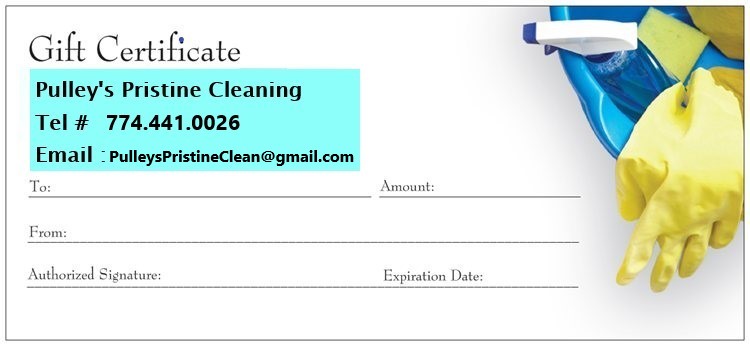 Gift Certificate
Pulley's Pristine Cleaning
Tel # 774.441.0026
Email : PulleysPristineClean@gmail.com
To: Amount:
From:
Authorized Signature: Expiration Date: